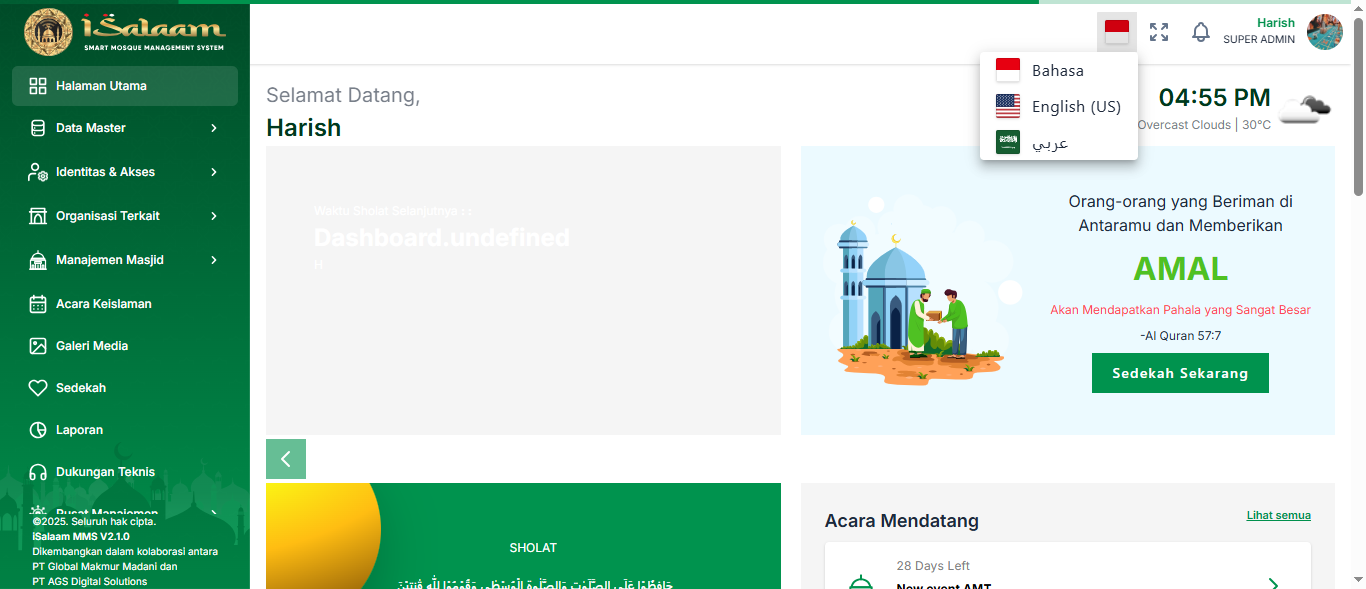 iSalaam
SMART MOSQUE MANAGEMENT SYSTEM
Halaman Utama
Data Master
Identitas & Akses
Organisasi Terkait
Manajemen Masjid
Acara Keislaman
Galeri Media
Sedekah
Laporan
Dukungan Teknis
Pusat Manajemen
©2025. Seluruh hak cipta.
iSalaam MMS V2.1.0
Dikembangkan dalam kolaborasi antara
PT Global Makmur Madani dan
PT AGS Digital Solutions
Harish
SUPER ADMIN
Bahasa
English (US)
عربي
Selamat Datang,
Harish
04:55 PM
Overcast Clouds | 30°C
Waktu Sholat Selanjutnya : :
Dashboard.undefined
H
Orang-orang yang Beriman di
Antaramu dan Memberikan
AMAL
Akan Mendapatkan Pahala yang Sangat Besar
-Al Quran 57:7
Sedekah Sekarang
SHOLAT
حَافِظُوْا عَلَى الصَّلَوٰتِ وَالصَّلٰوةِ الْوُسْطٰى وَقُوْمُوْا لِلّٰهِ قٰنِتِيْنَ
Acara Mendatang
Lihat semua
28 Days Left
New event AMT